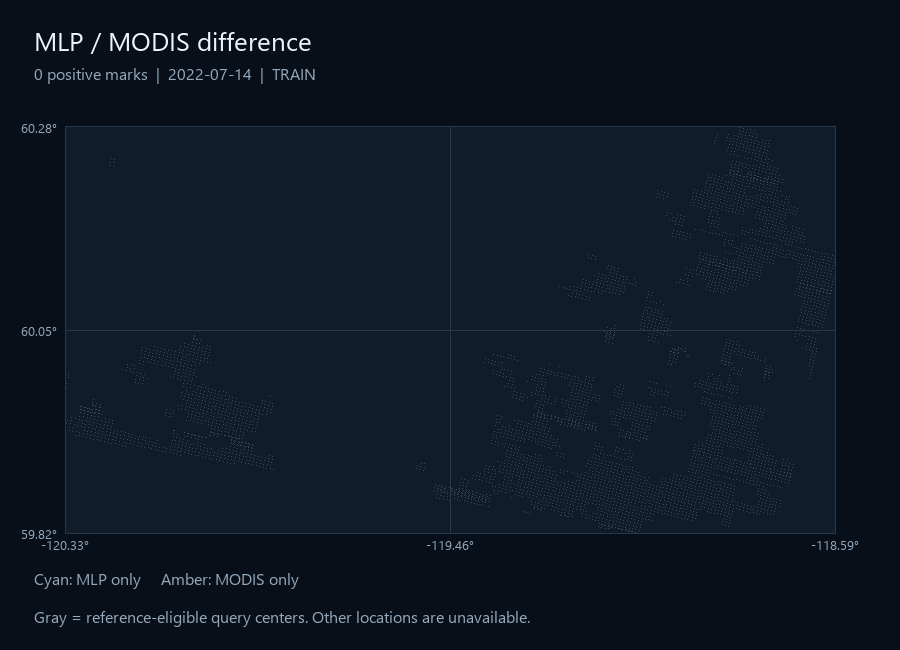 MLP / MODIS difference
0 positive marks | 2022-07-14 | TRAIN
60.28°
60.05°
59.82°
-120.33°
-119.46°
-118.59°
Cyan: MLP only
Amber: MODIS only
Gray = reference-eligible query centers. Other locations are unavailable.